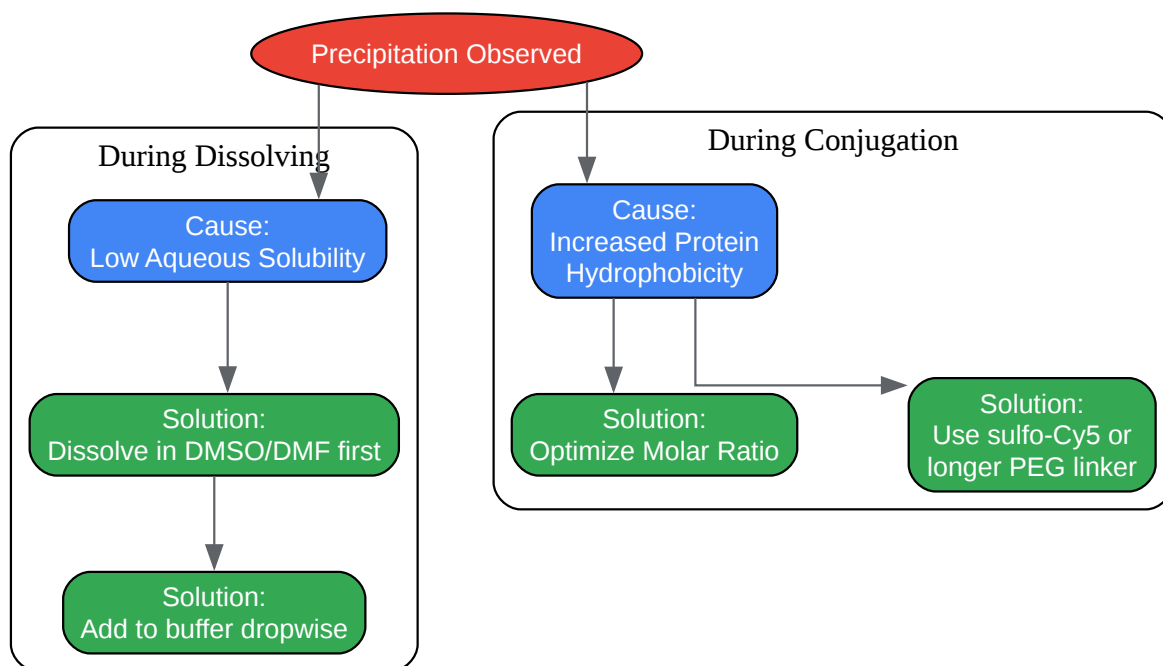 Precipitation Observed
During Dissolving
Cause:
Low Aqueous Solubility
Solution:
Dissolve in DMSO/DMF first
Solution:
Add to buffer dropwise
During Conjugation
Cause:
Increased Protein
Hydrophobicity
Solution:
Optimize Molar Ratio
Solution:
Use sulfo-Cy5 or
longer PEG linker